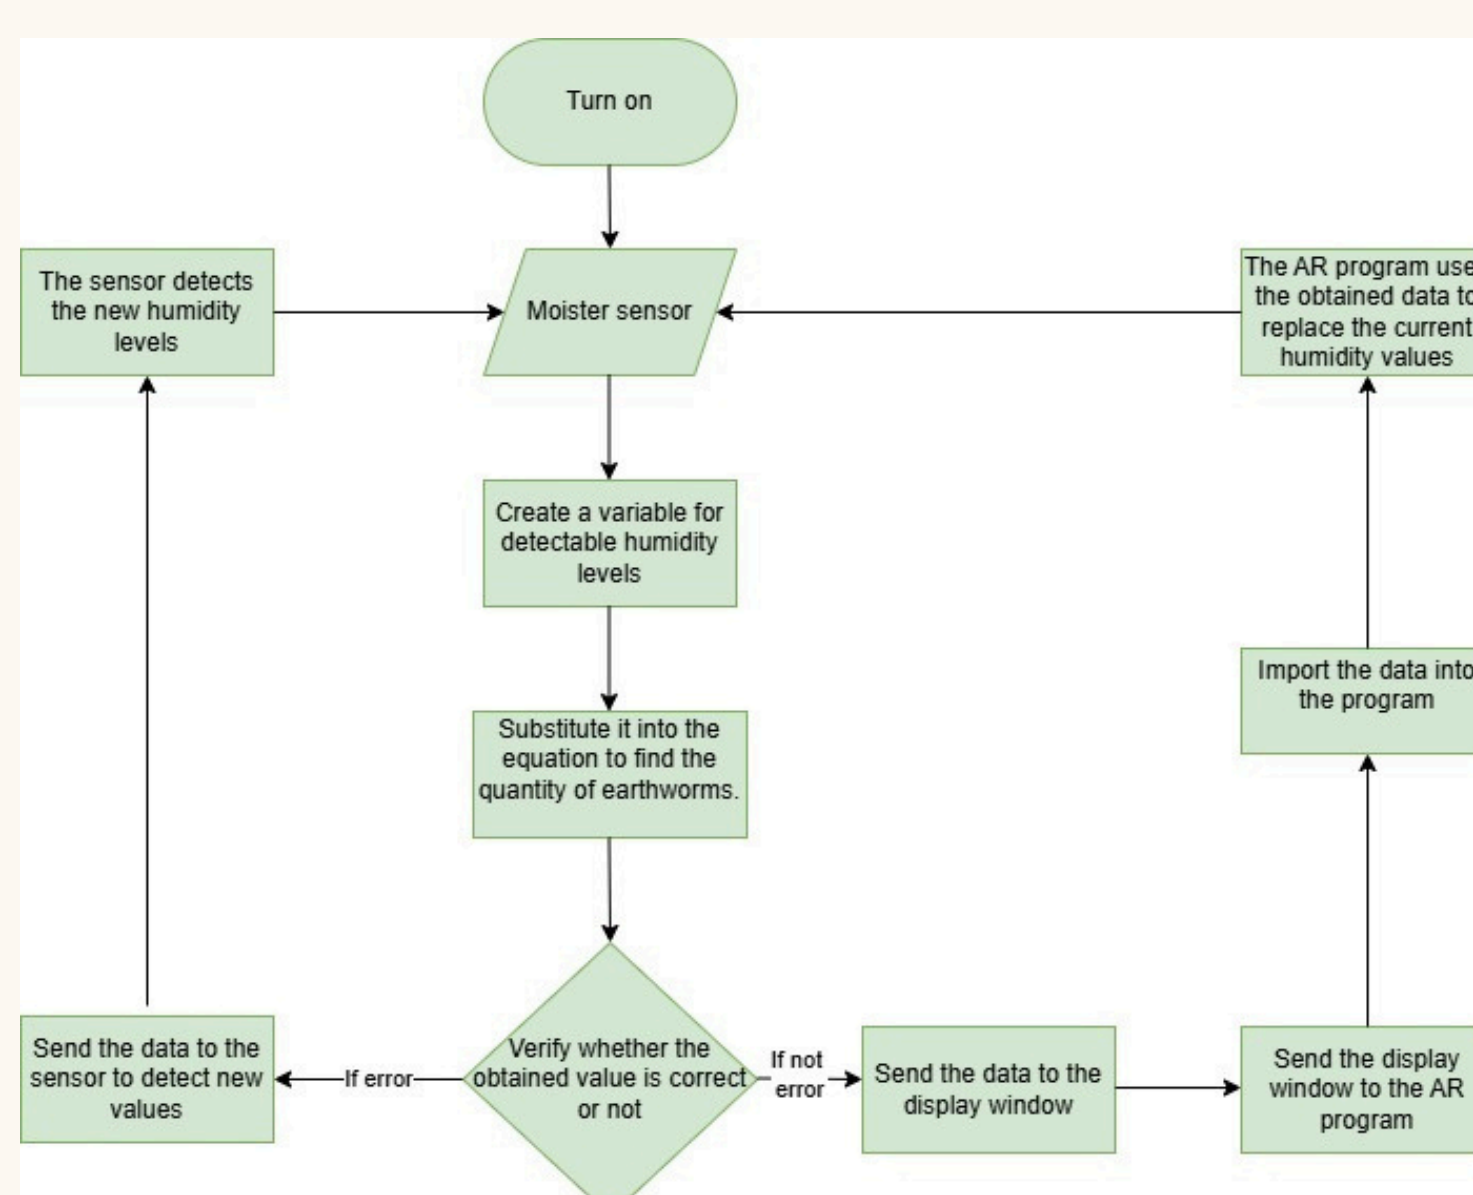 Turn on
The sensor detects
the new humidity
levels
Moister sensor
The AR program use
the obtained data to
replace the current
humidity values
Create a variable for
detectable humidity
levels
Import the data into
the program
Substitute it into the
equation to find the
quantity of earthworms.
Send the data to the
sensor to detect new
values
If error
Verify whether the
obtained value is correct
or not
If not
error
Send the data to the
display window
Send the display
window to the AR
program